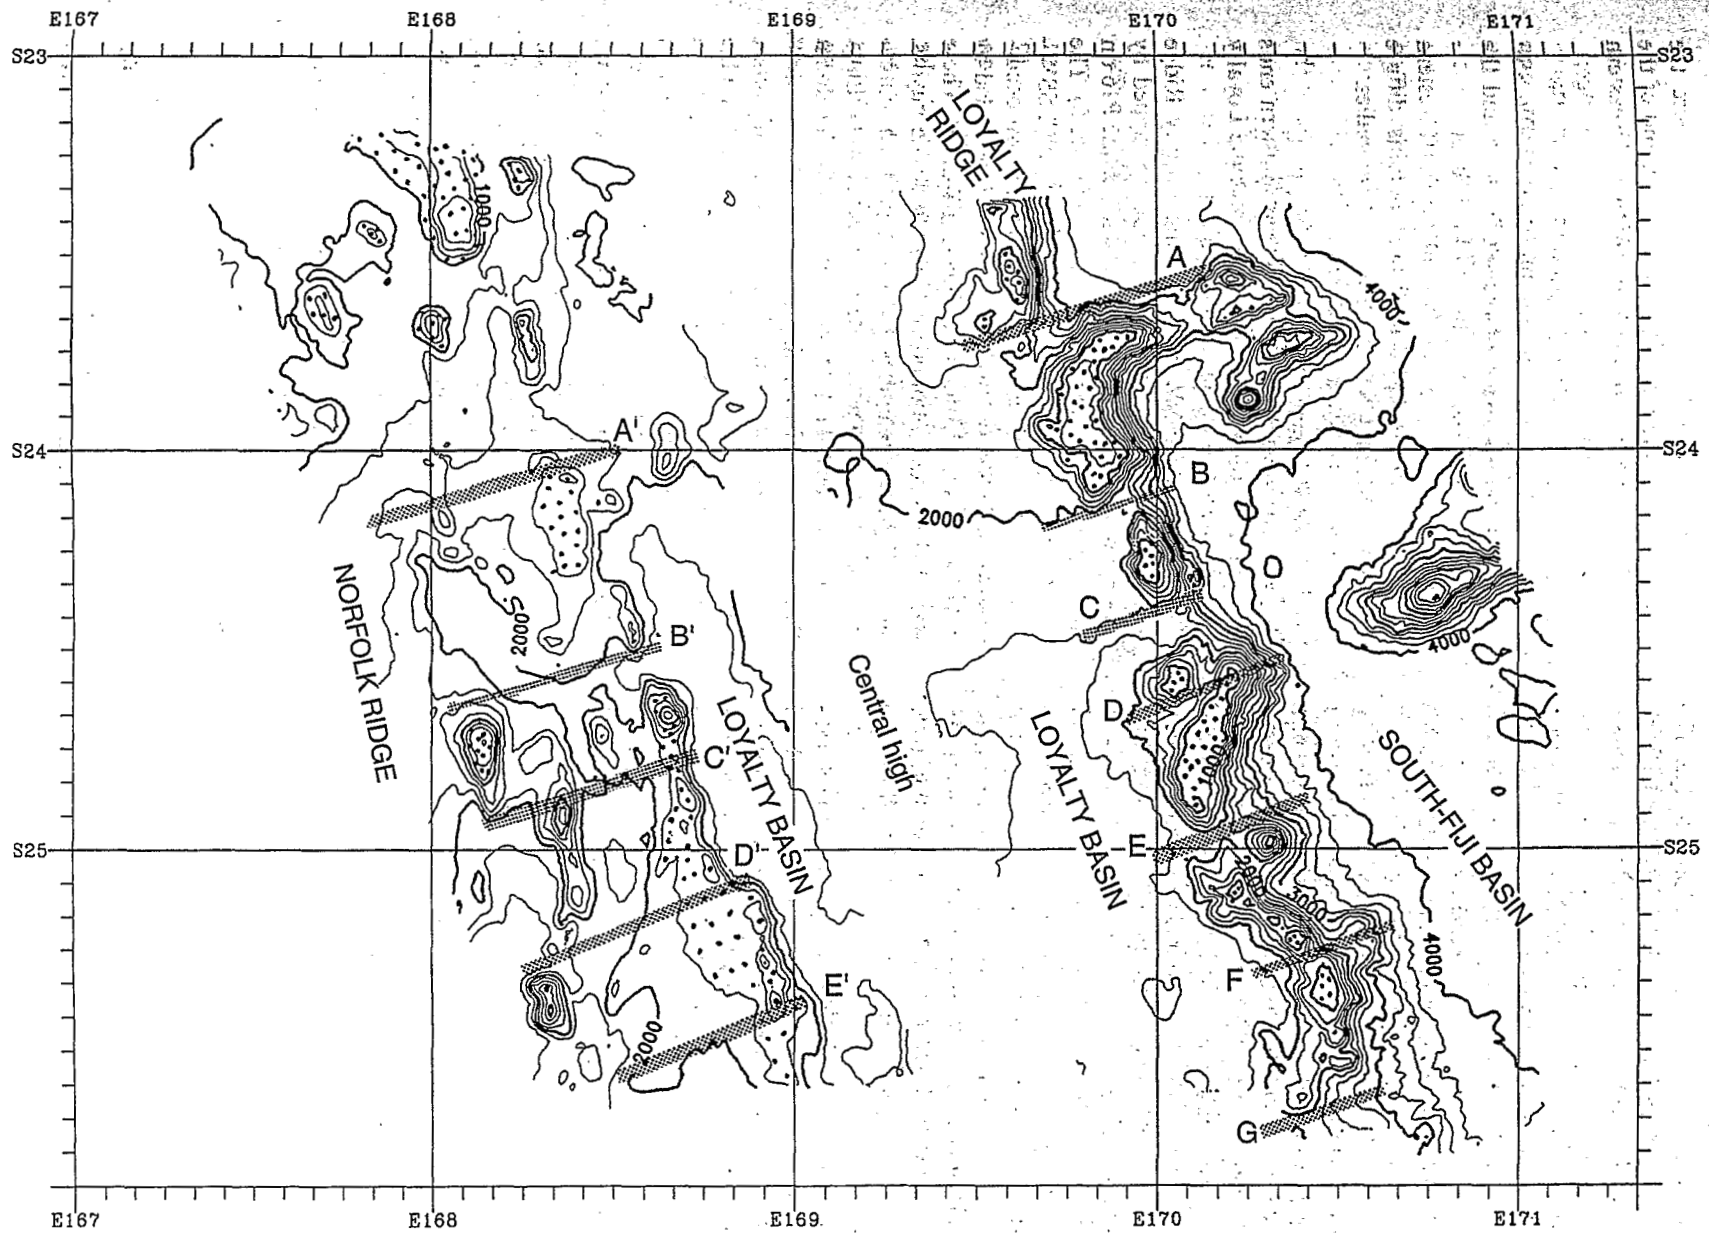 E167 E168 E169 E170 E171
S23 S23
LOYALTY
RIDGE
1000
A
4000
A'
S24 S24
B
2000
NORFOLK RIDGE
2000
C
B'
4000
Central high
D
LOYALTY BASIN
LOYALTY BASIN
SOUTH-FIJI BASIN
C'
1000
E
S25 S25
D'
2000
3000
4000
F
E'
2000
G
E167 E168 E169 E170 E171